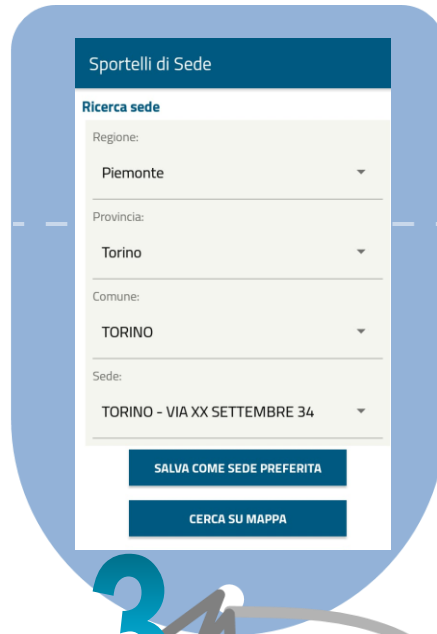 Sportelli di Sede
Ricerca sede
Regione:
Piemonte
Provincia:
Torino
Comune:
TORINO
Sede:
TORINO - VIA XX SETTEMBRE 34
SALVA COME SEDE PREFERITA
CERCA SU MAPPA
3